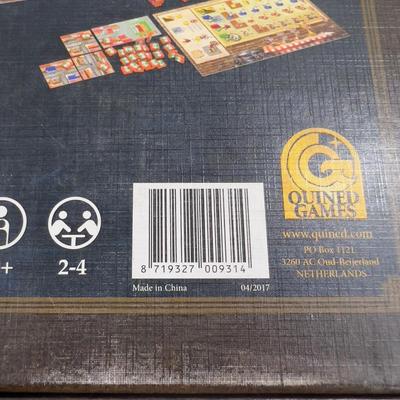 QUINED
GAMES
www.quined.com
PO Box 1121
3260 AC Oud-Beijerland
NETHERLANDS
+
2-4
8 719327 009314
Made in China
04/2017